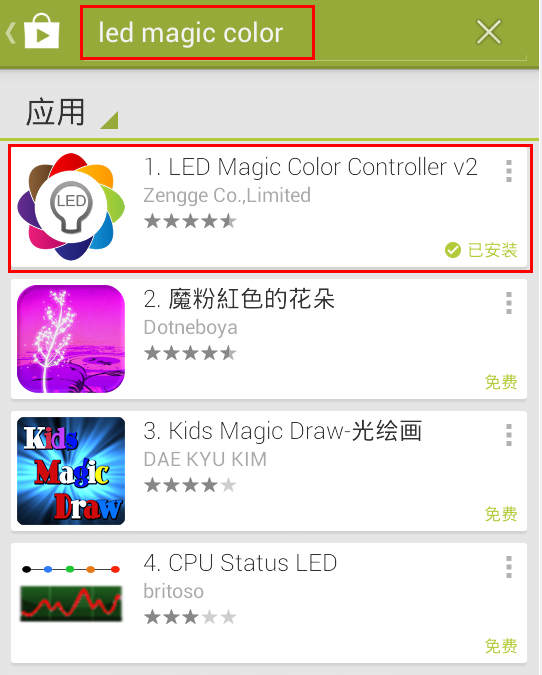 led magic color
应用
LED
1. LED Magic Color Controller v2
Zengge Co.,Limited
已安装
2. 魔粉紅色的花朵
Dotneboya
免费
Kids
Magic
Draw
3. Kids Magic Draw-光绘画
DAE KYU KIM
免费
4. CPU Status LED
britoso
免费